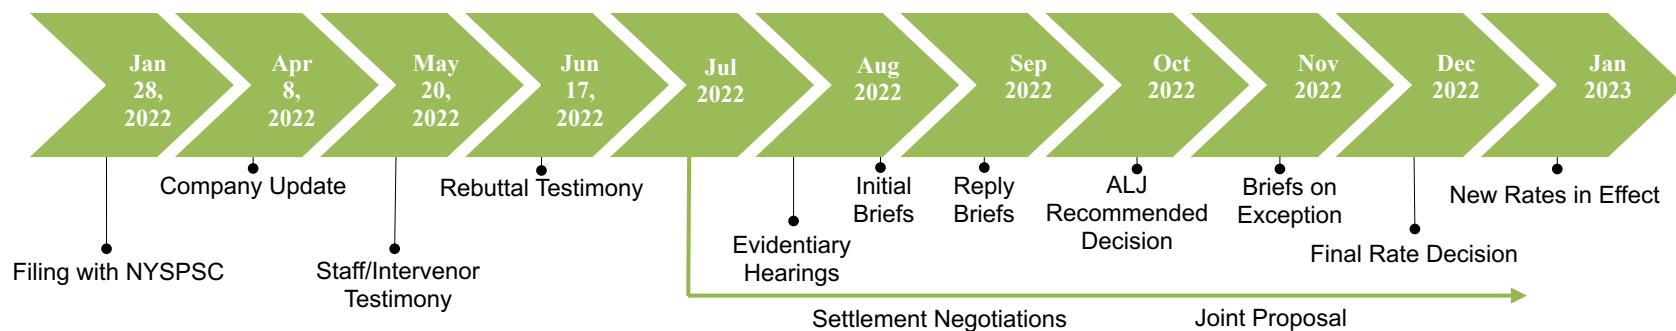 Jan
28,
2022
Apr
8,
2022
May
20,
2022
Jun
17,
2022
Jul
2022
Aug
2022
Sep
2022
Oct
2022
Nov
2022
Dec
2022
Jan
2023
Filing with NYSPSC
Company Update
Staff/Intervenor
Testimony
Rebuttal Testimony
Evidentiary
Hearings
Initial
Briefs
Reply
Briefs
ALJ
Recommended
Decision
Briefs on
Exception
Final Rate Decision
New Rates in Effect
Settlement Negotiations
Joint Proposal